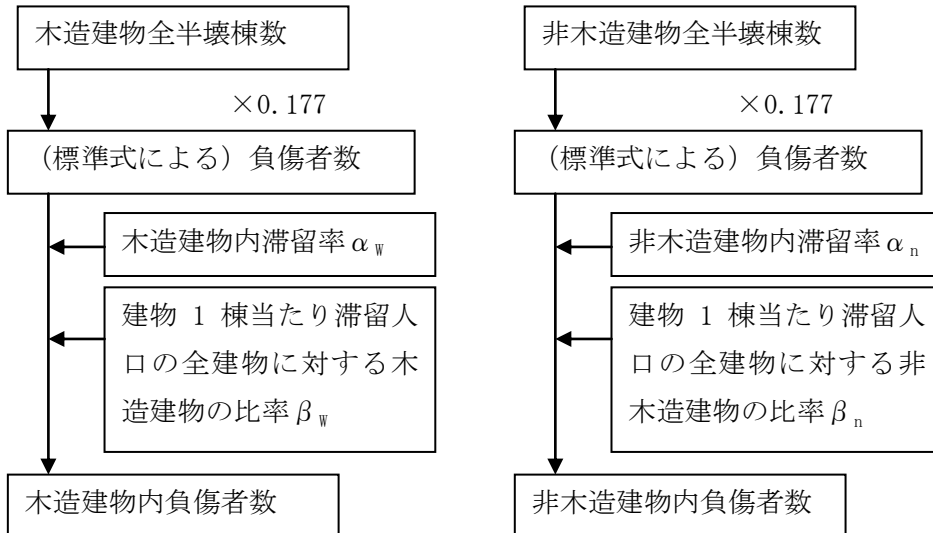 木造建物全半壊棟数
×0.177
(標準式による) 負傷者数
木造建物内滞留率αW
建物 1 棟当たり滞留人
口の全建物に対する木
造建物の比率βW
木造建物内負傷者数
非木造建物全半壊棟数
×0.177
(標準式による) 負傷者数
非木造建物内滞留率αn
建物 1 棟当たり滞留人
口の全建物に対する非
木造建物の比率βn
非木造建物内負傷者数